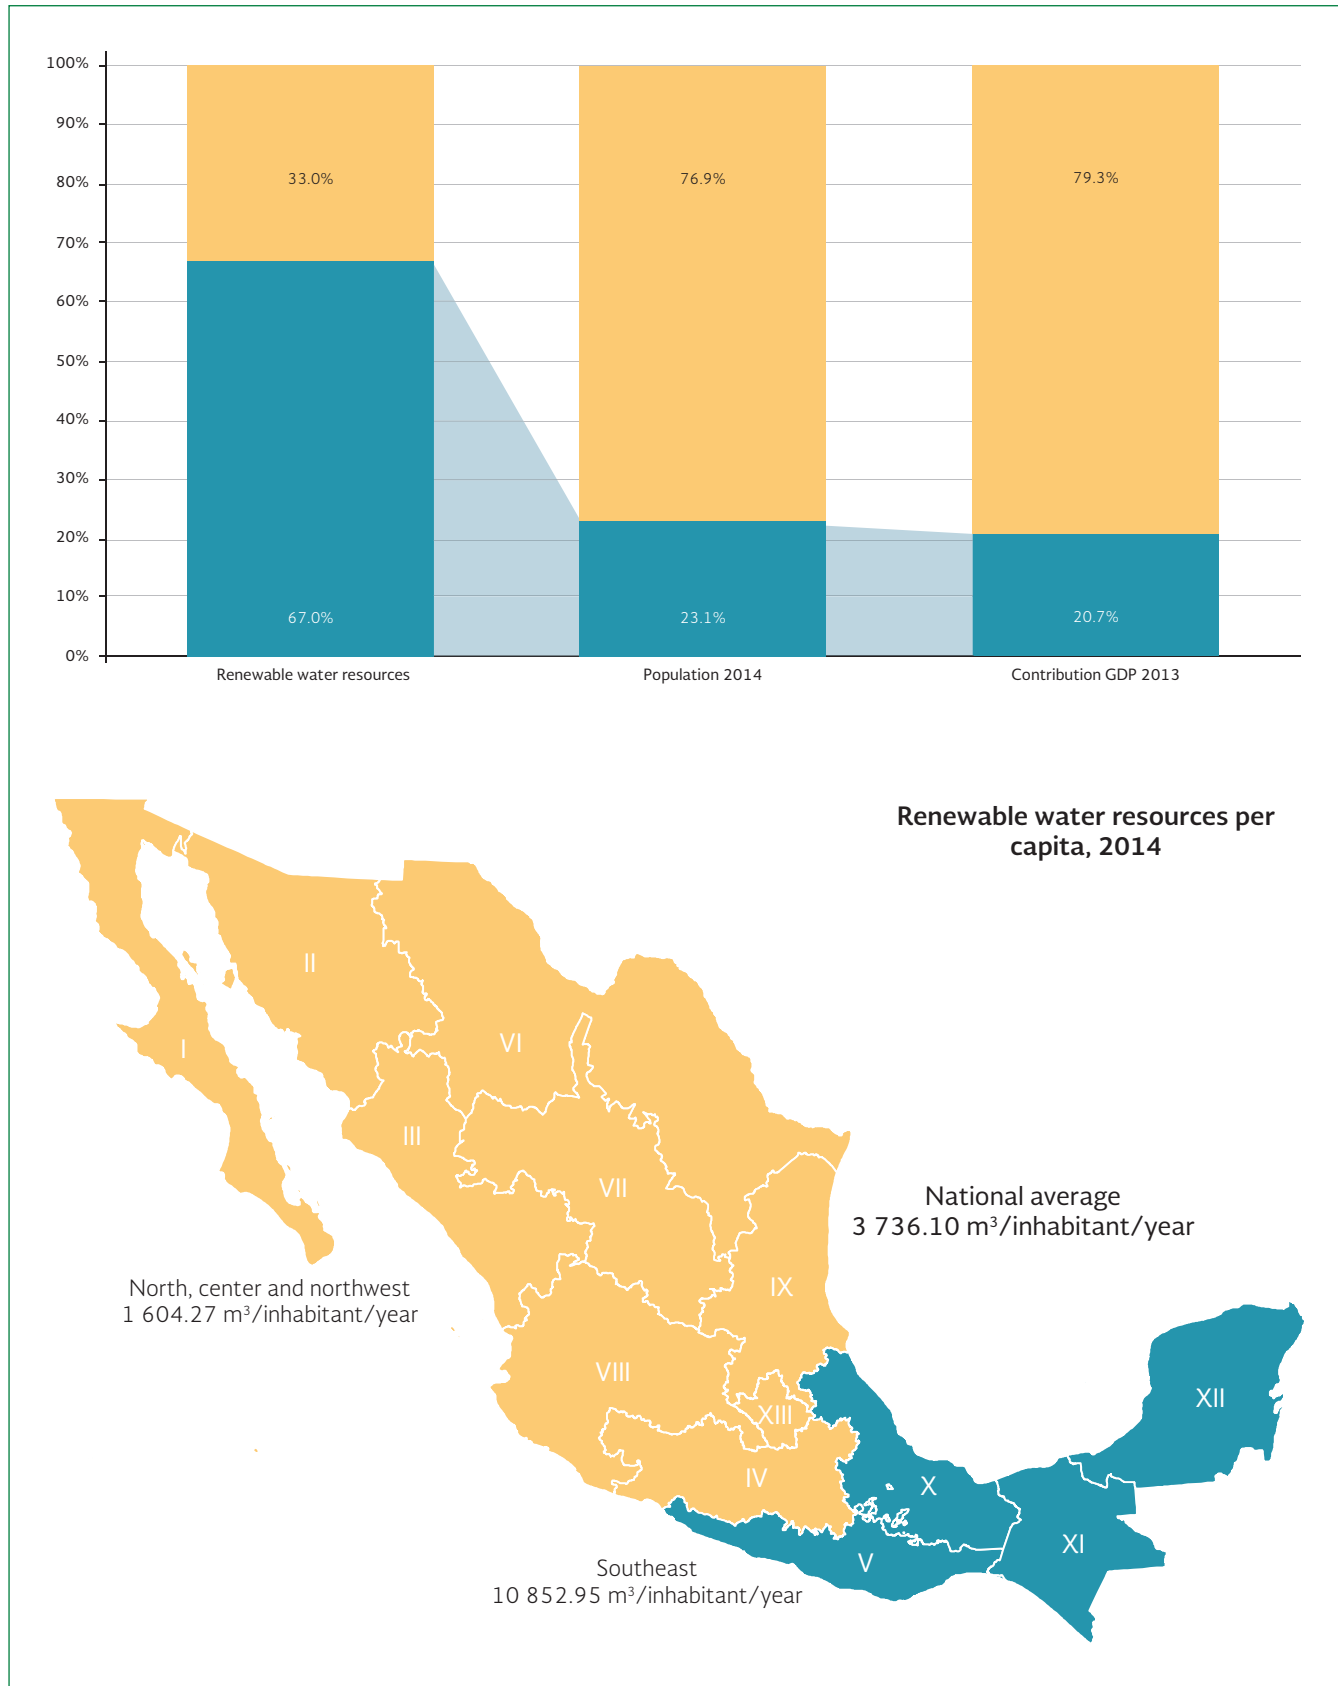 100%
90%
80%
70%
60%
50%
40%
30%
20%
10%
0%
33.0%
76.9%
79.3%
67.0%
23.1%
20.7%
Renewable water resources
Population 2014
Contribution GDP 2013
Renewable water resources per
capita, 2014
II
I
VI
III
VII
National average
3 736.10 m³/inhabitant/year
North, center and northwest
1 604.27 m³/inhabitant/year
IX
VIII
XIII
XII
IV
X
XI
V
Southeast
10 852.95 m³/inhabitant/year